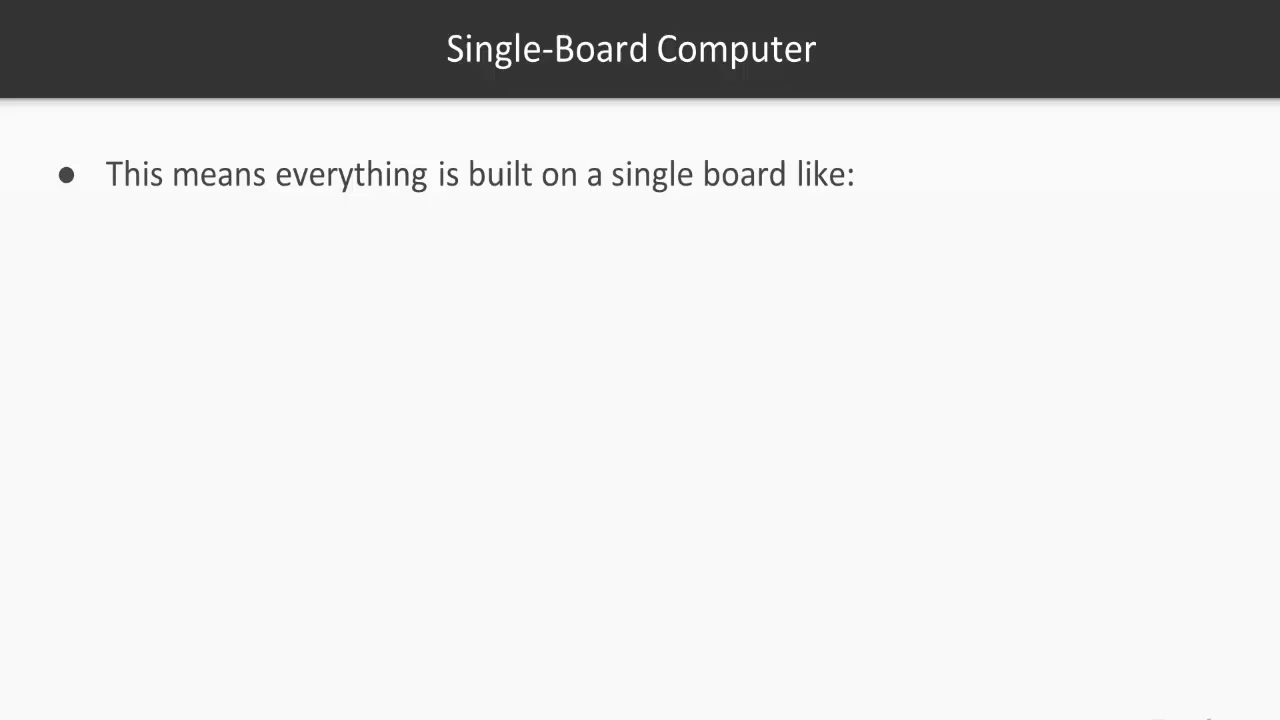 Single-Board Computer
● This means everything is built on a single board like: